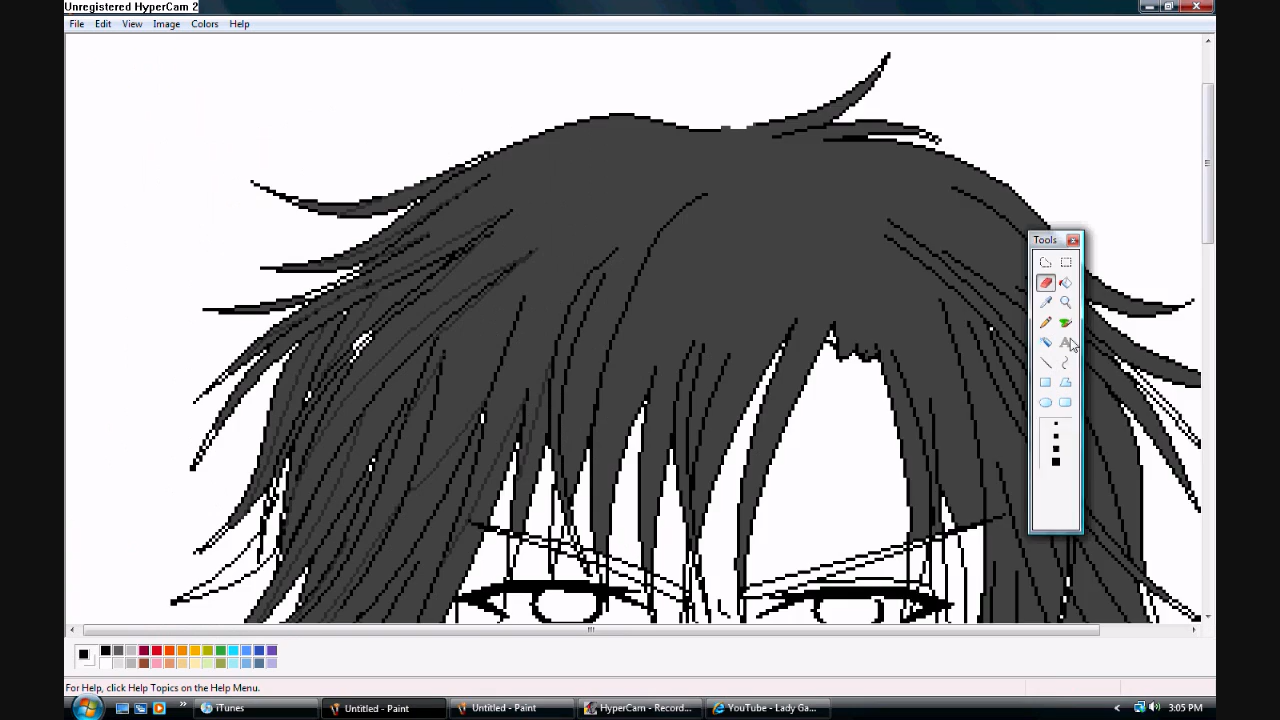 Unregistered HyperCam 2
File Edit View Image Colors Help
Tools
A
For Help, click Help Topics on the Help Menu.
iTunes
Untitled - Paint
Untitled - Paint
HyperCam - Record...
YouTube - Lady Ga...
3:05 PM